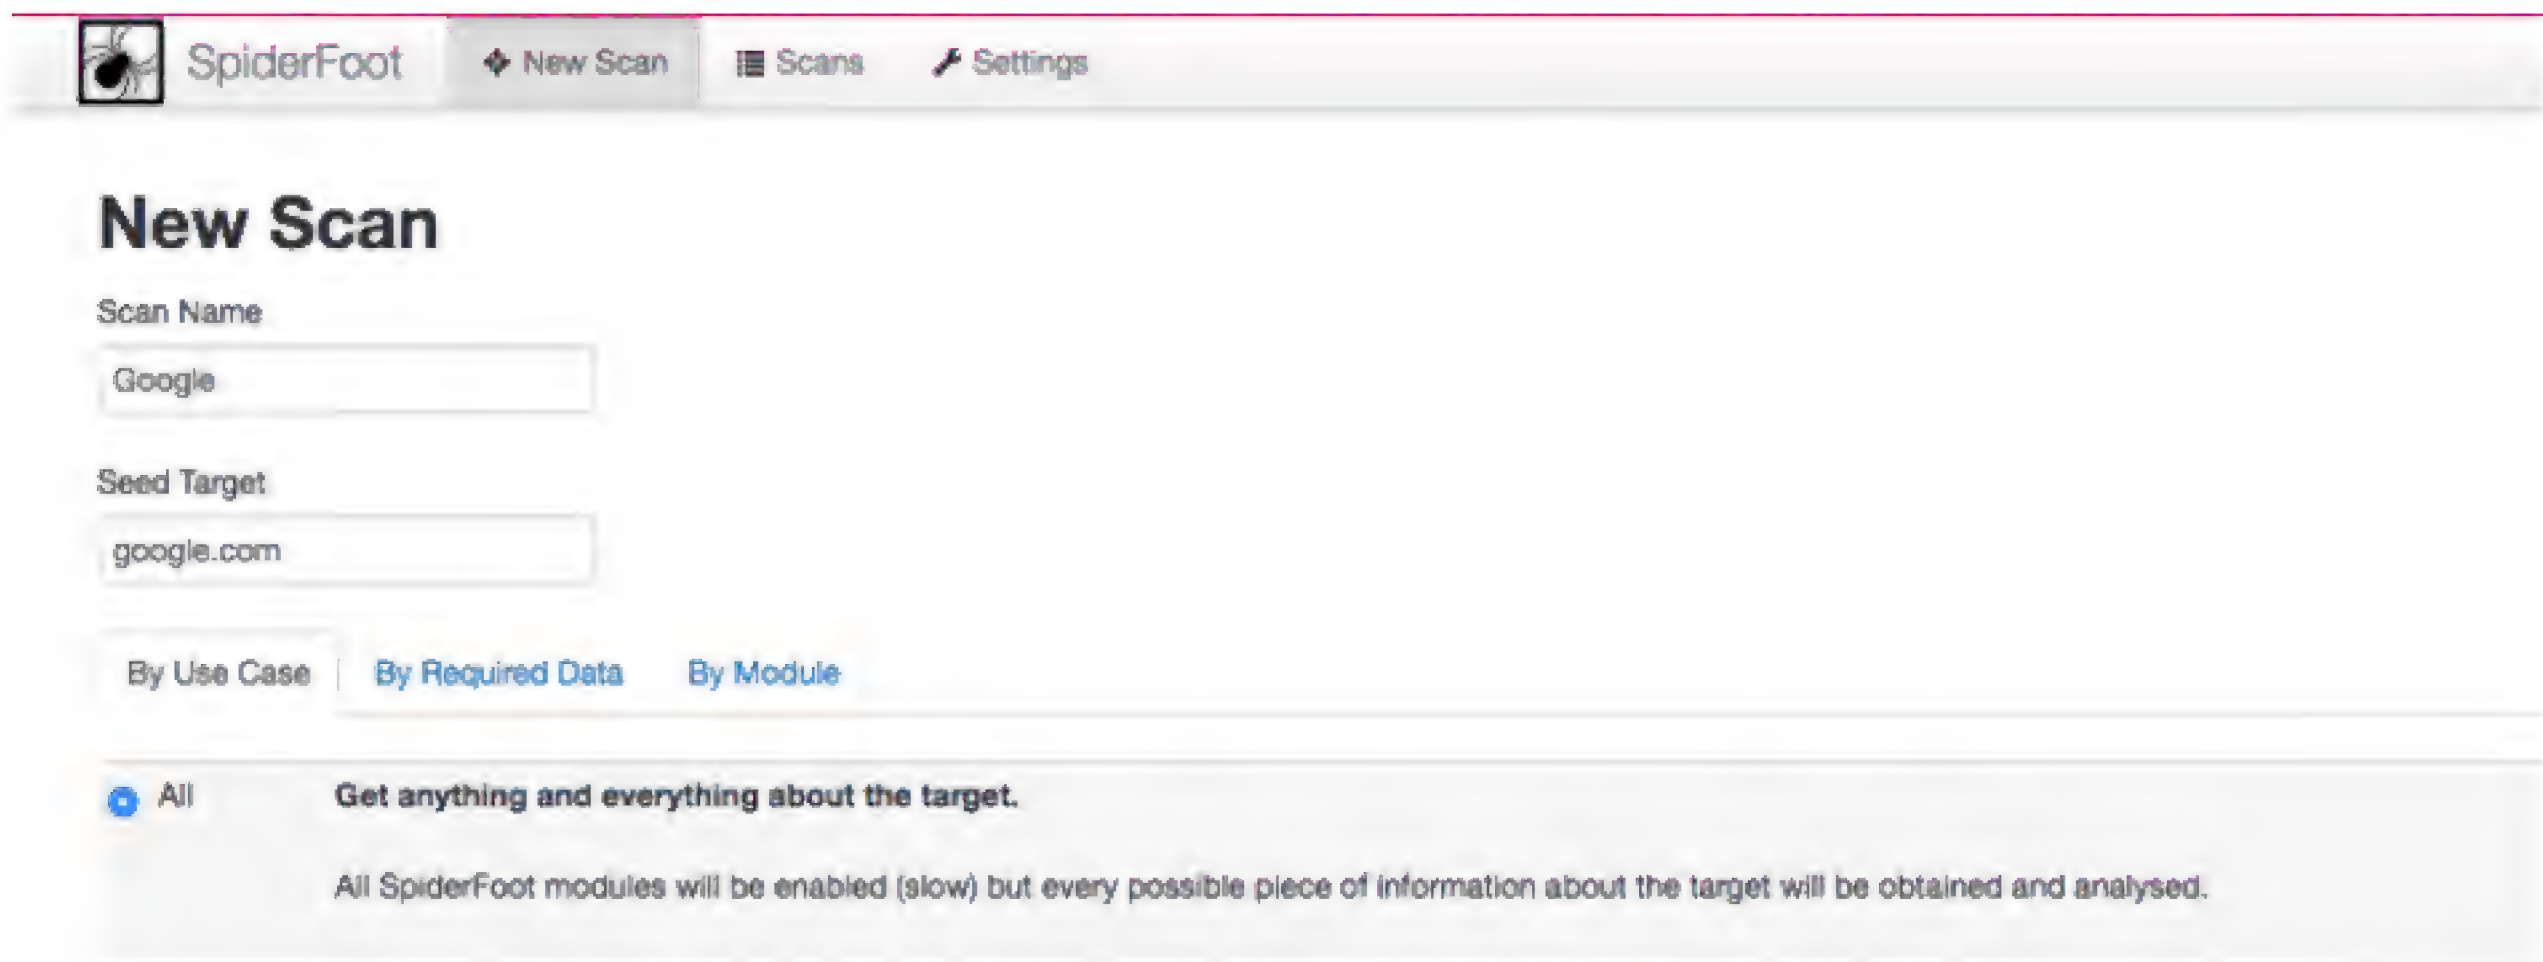 SpiderFoot New Scan Scans Settings
New Scan
Scan Name
Google
Seed Target
google.com
By Use Case By Required Data By Module
All Get anything and everything about the target.
All SpiderFoot modules will be enabled (slow) but every possible piece of information about the target will be obtained and analysed.